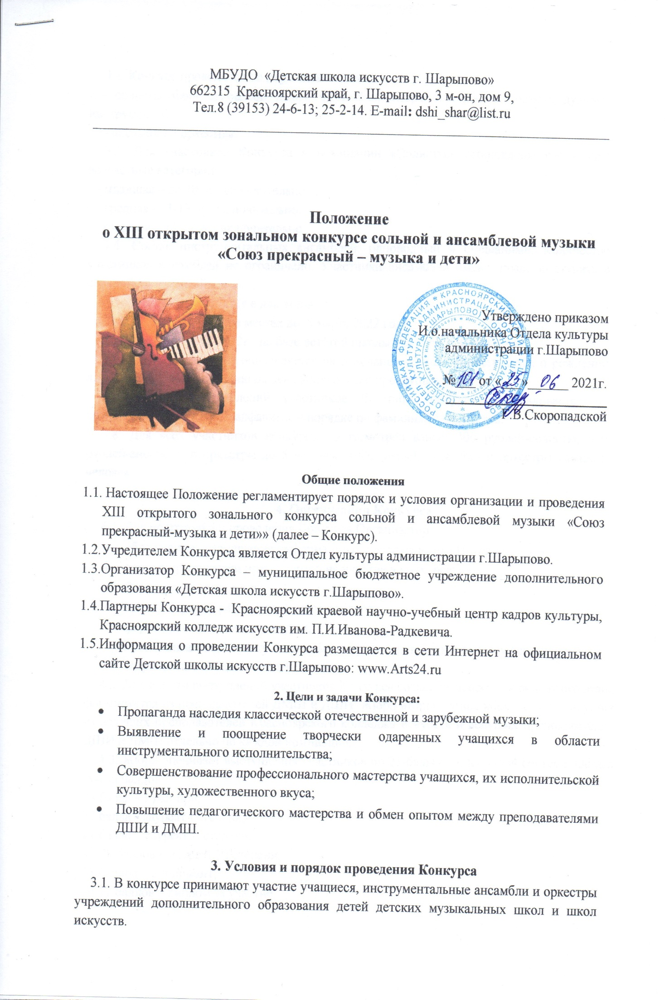 МБУДО «Детская школа искусств г. Шарыпово»
662315 Красноярский край, г. Шарыпово, 3 м-он, дом 9,
Тел.8 (39153) 24-6-13; 25-2-14. E-mail: dshi_shar@list.ru
Положение
о XIII открытом зональном конкурсе сольной и ансамблевой музыки
«Союз прекрасный – музыка и дети»
Утверждено приказом
И.о.начальника Отдела культуры
администрации г.Шарыпово
№ 101 от «25» 06 2021г.
Г.В.Скоропадской
РОССИЙСКАЯ ФЕДЕРАЦИЯ * КРАСНОЯРСКИЙ КРАЙ * г. ШАРЫПОВО
Общие положения
1.1. Настоящее Положение регламентирует порядок и условия организации и проведения
XIII открытого зонального конкурса сольной и ансамблевой музыки «Союз
прекрасный-музыка и дети»» (далее – Конкурс).
1.2.Учредителем Конкурса является Отдел культуры администрации г.Шарыпово.
1.3.Организатор Конкурса – муниципальное бюджетное учреждение дополнительного
образования «Детская школа искусств г.Шарыпово».
1.4.Партнеры Конкурса - Красноярский краевой научно-учебный центр кадров культуры,
Красноярский колледж искусств им. П.И.Иванова-Радкевича.
1.5.Информация о проведении Конкурса размещается в сети Интернет на официальном
сайте Детской школы искусств г.Шарыпово: www.Arts24.ru
2. Цели и задачи Конкурса:
• Пропаганда наследия классической отечественной и зарубежной музыки;
• Выявление и поощрение творчески одаренных учащихся в области
инструментального исполнительства;
• Совершенствование профессионального мастерства учащихся, их исполнительской
культуры, художественного вкуса;
• Повышение педагогического мастерства и обмен опытом между преподавателями
ДШИ и ДМШ.
3. Условия и порядок проведения Конкурса
3.1. В конкурсе принимают участие учащиеся, инструментальные ансамбли и оркестры
учреждений дополнительного образования детей детских музыкальных школ и школ
искусств.